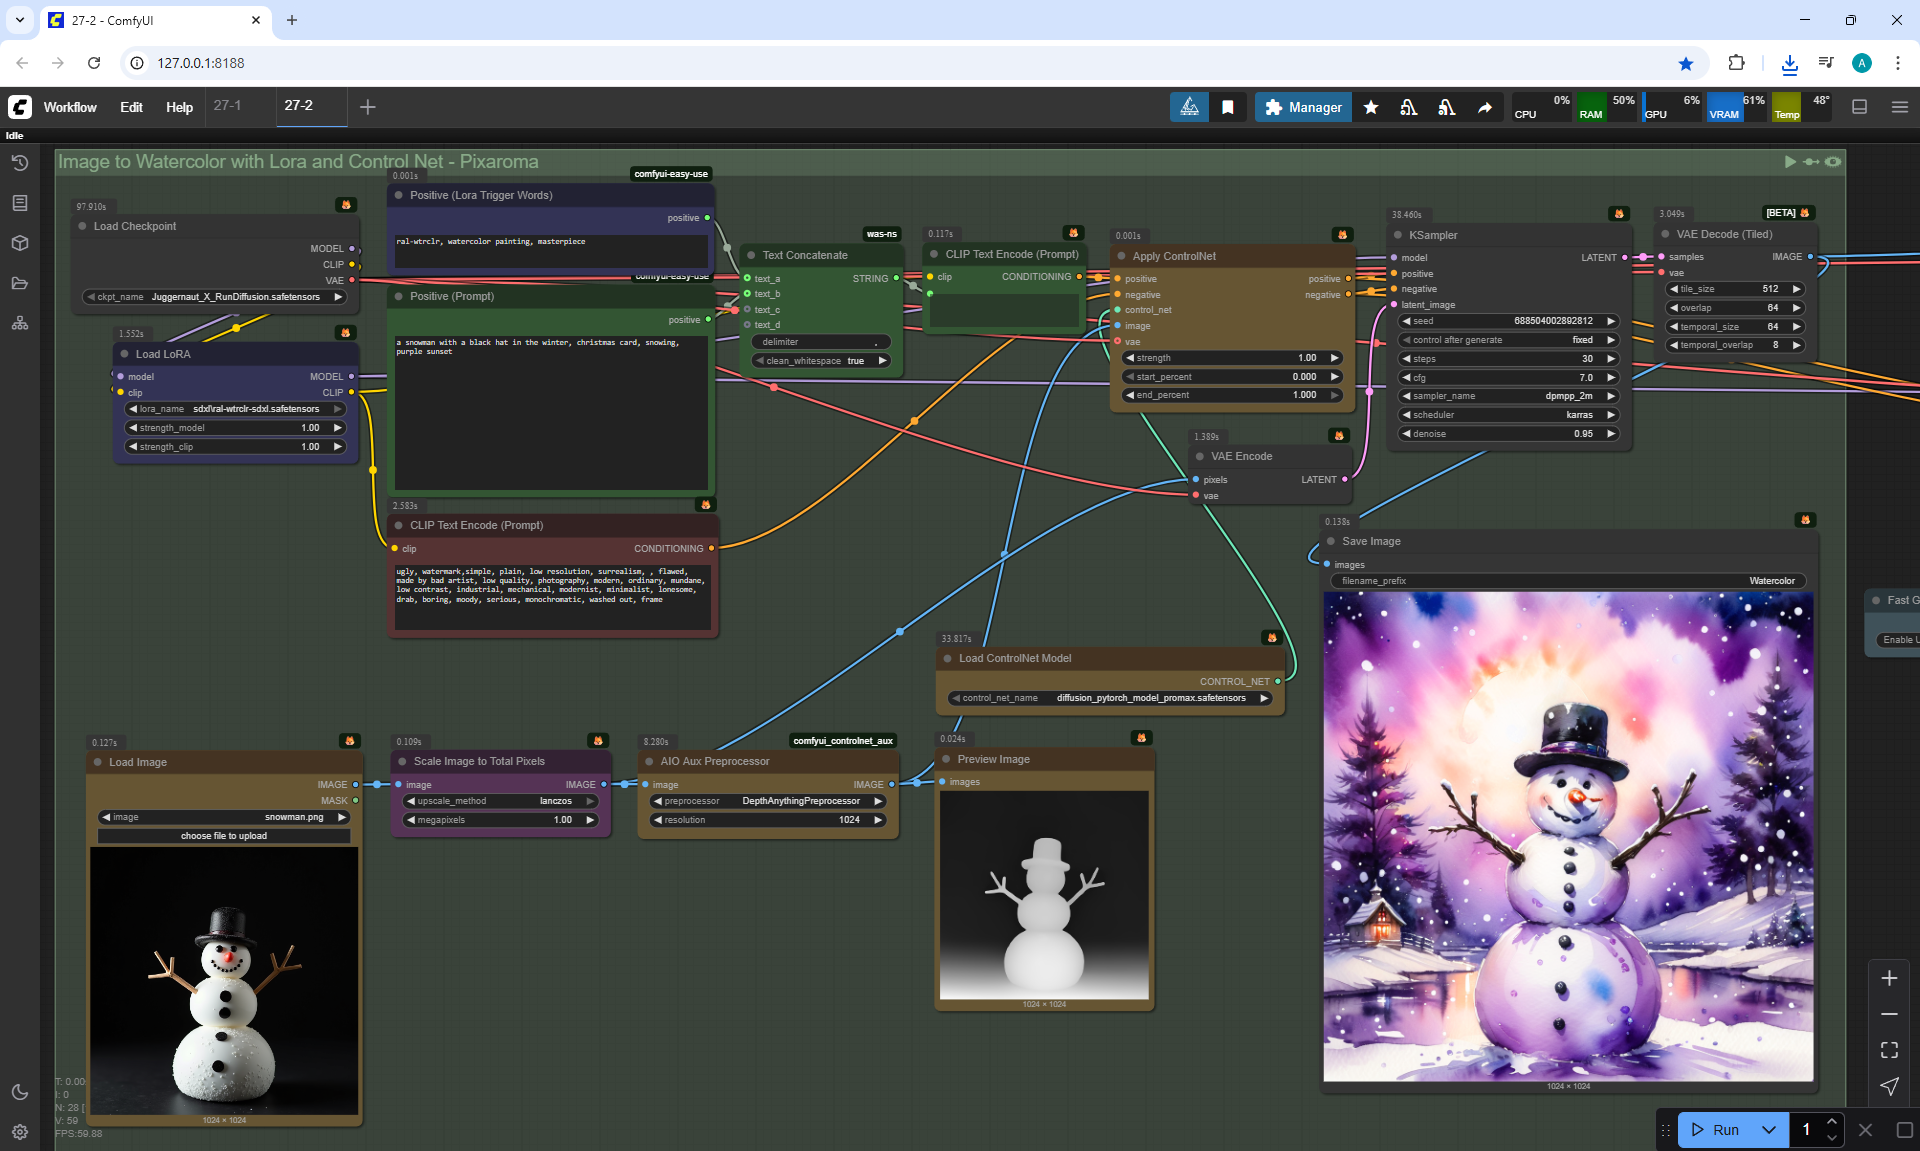 27-2 - ComfyUI
127.0.0.1:8188
A
Workflow
Edit
Help
27-1
27-2
Manager
CPU 0%
RAM 50%
GPU 6%
VRAM 61%
Temp 48°
Idle
Image to Watercolor with Lora and Control Net - Pixaroma
97.910s
Load Checkpoint
MODEL
CLIP
VAE
ckpt_name Juggernaut_X_RunDiffusion.safetensors
1.552s
Load LoRA
model MODEL
clip CLIP
lora_name sdxl\ral-wtrclr-sdxl.safetensors
strength_model 1.00
strength_clip 1.00
0.001s
comfyui-easy-use
Positive (Lora Trigger Words)
positive
ral-wtrclr, watercolor painting, masterpiece
comfyui-easy-use
Positive (Prompt)
positive
a snowman with a black hat in the winter, christmas card, snowing,
purple sunset
2.583s
CLIP Text Encode (Prompt)
clip CONDITIONING
ugly, watermark,simple, plain, low resolution, surrealism, , flawed,
made by bad artist, low quality, photography, modern, ordinary, mundane,
low contrast, industrial, mechanical, modernist, minimalist, lonesome,
drab, boring, moody, serious, monochromatic, washed out, frame
was-ns
Text Concatenate
text_a STRING
text_b
text_c
text_d
delimiter ,
clean_whitespace true
0.117s
CLIP Text Encode (Prompt)
clip CONDITIONING
0.001s
Apply ControlNet
positive positive
negative negative
control_net
image
vae
strength 1.00
start_percent 0.000
end_percent 1.000
38.460s
KSampler
model LATENT
positive
negative
latent_image
seed 688504002892812
control after generate fixed
steps 30
cfg 7.0
sampler_name dpmpp_2m
scheduler karras
denoise 0.95
3.049s
[BETA]
VAE Decode (Tiled)
samples IMAGE
vae
tile_size 512
overlap 64
temporal_size 64
temporal_overlap 8
1.389s
VAE Encode
pixels LATENT
vae
0.138s
Save Image
images
filename_prefix Watercolor
1024 × 1024
33.817s
Load ControlNet Model
CONTROL_NET
control_net_name diffusion_pytorch_model_promax.safetensors
0.127s
Load Image
IMAGE
MASK
image snowman.png
choose file to upload
1024 × 1024
0.109s
Scale Image to Total Pixels
image IMAGE
upscale_method lanczos
megapixels 1.00
8.280s
comfyui_controlnet_aux
AIO Aux Preprocessor
image IMAGE
preprocessor DepthAnythingPreprocessor
resolution 1024
0.024s
Preview Image
images
1024 × 1024
Fast G
Enable
T: 0.00
I: 0
N: 28 [
V: 59
FPS:59.88
Run
1